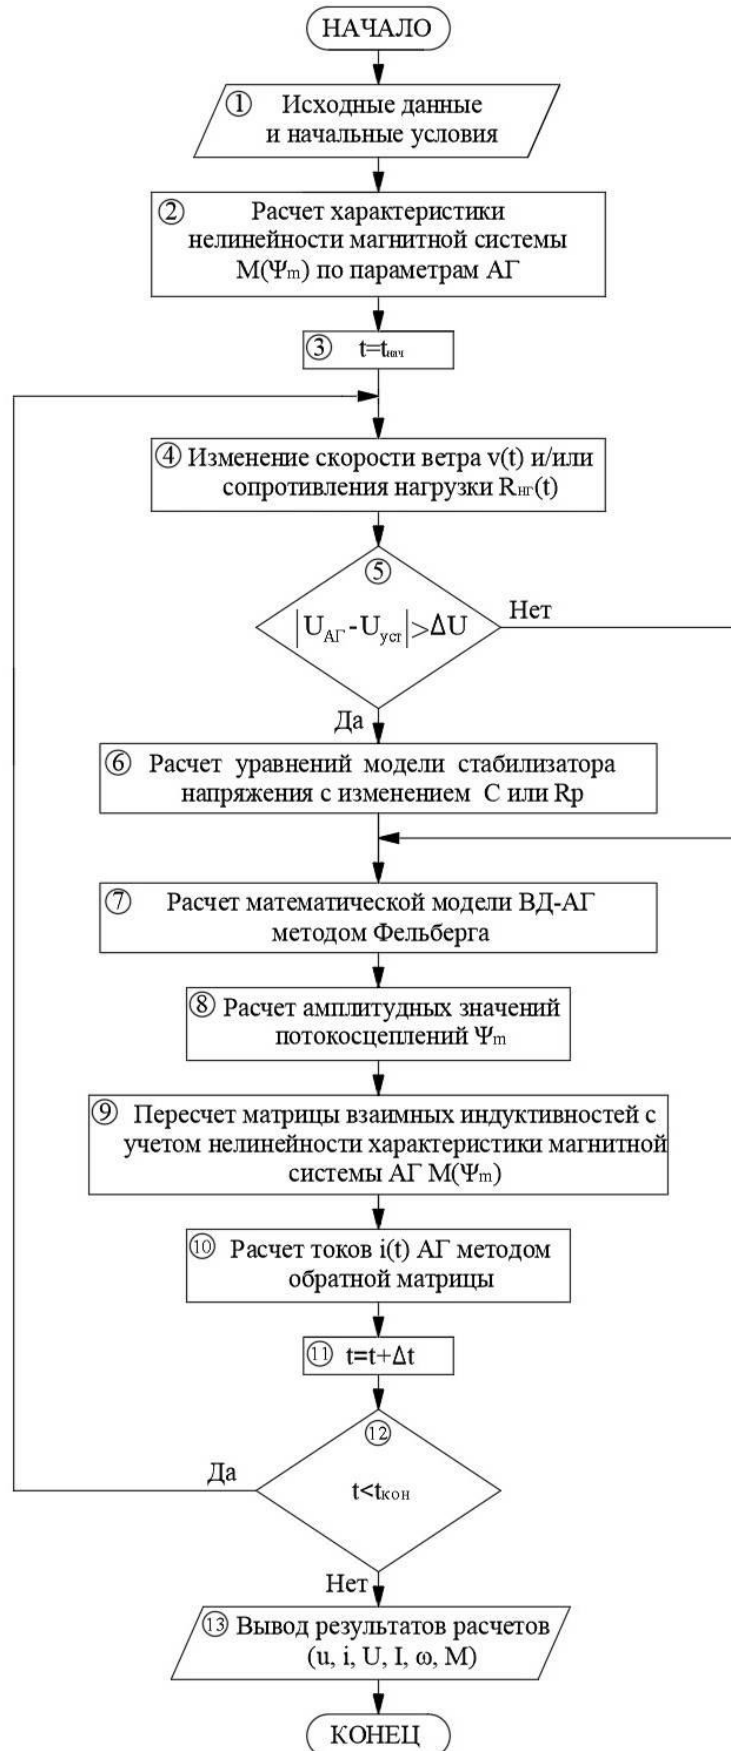 НАЧАЛО
① Исходные данные
и начальные условия
② Расчет характеристики
нелинейности магнитной системы
М(Ψm) по параметрам АГ
③ t=tнач
④ Изменение скорости ветра v(t) и/или
сопротивления нагрузки Rнг(t)
⑤
|UАГ-Uуст|>ΔU
Нет
Да
⑥ Расчет уравнений модели стабилизатора
напряжения с изменением С или Rp
⑦ Расчет математической модели ВД-АГ
методом Фельберга
⑧ Расчет амплитудных значений
потокосцеплений Ψm
⑨ Пересчет матрицы взаимных индуктивностей с
учетом нелинейности характеристики магнитной
системы АГ М(Ψm)
⑩ Расчет токов i(t) АГ методом
обратной матрицы
⑪ t=t+Δt
⑫
Да
t<tкон
Нет
⑬ Вывод результатов расчетов
(u, i, U, I, ω, M)
КОНЕЦ